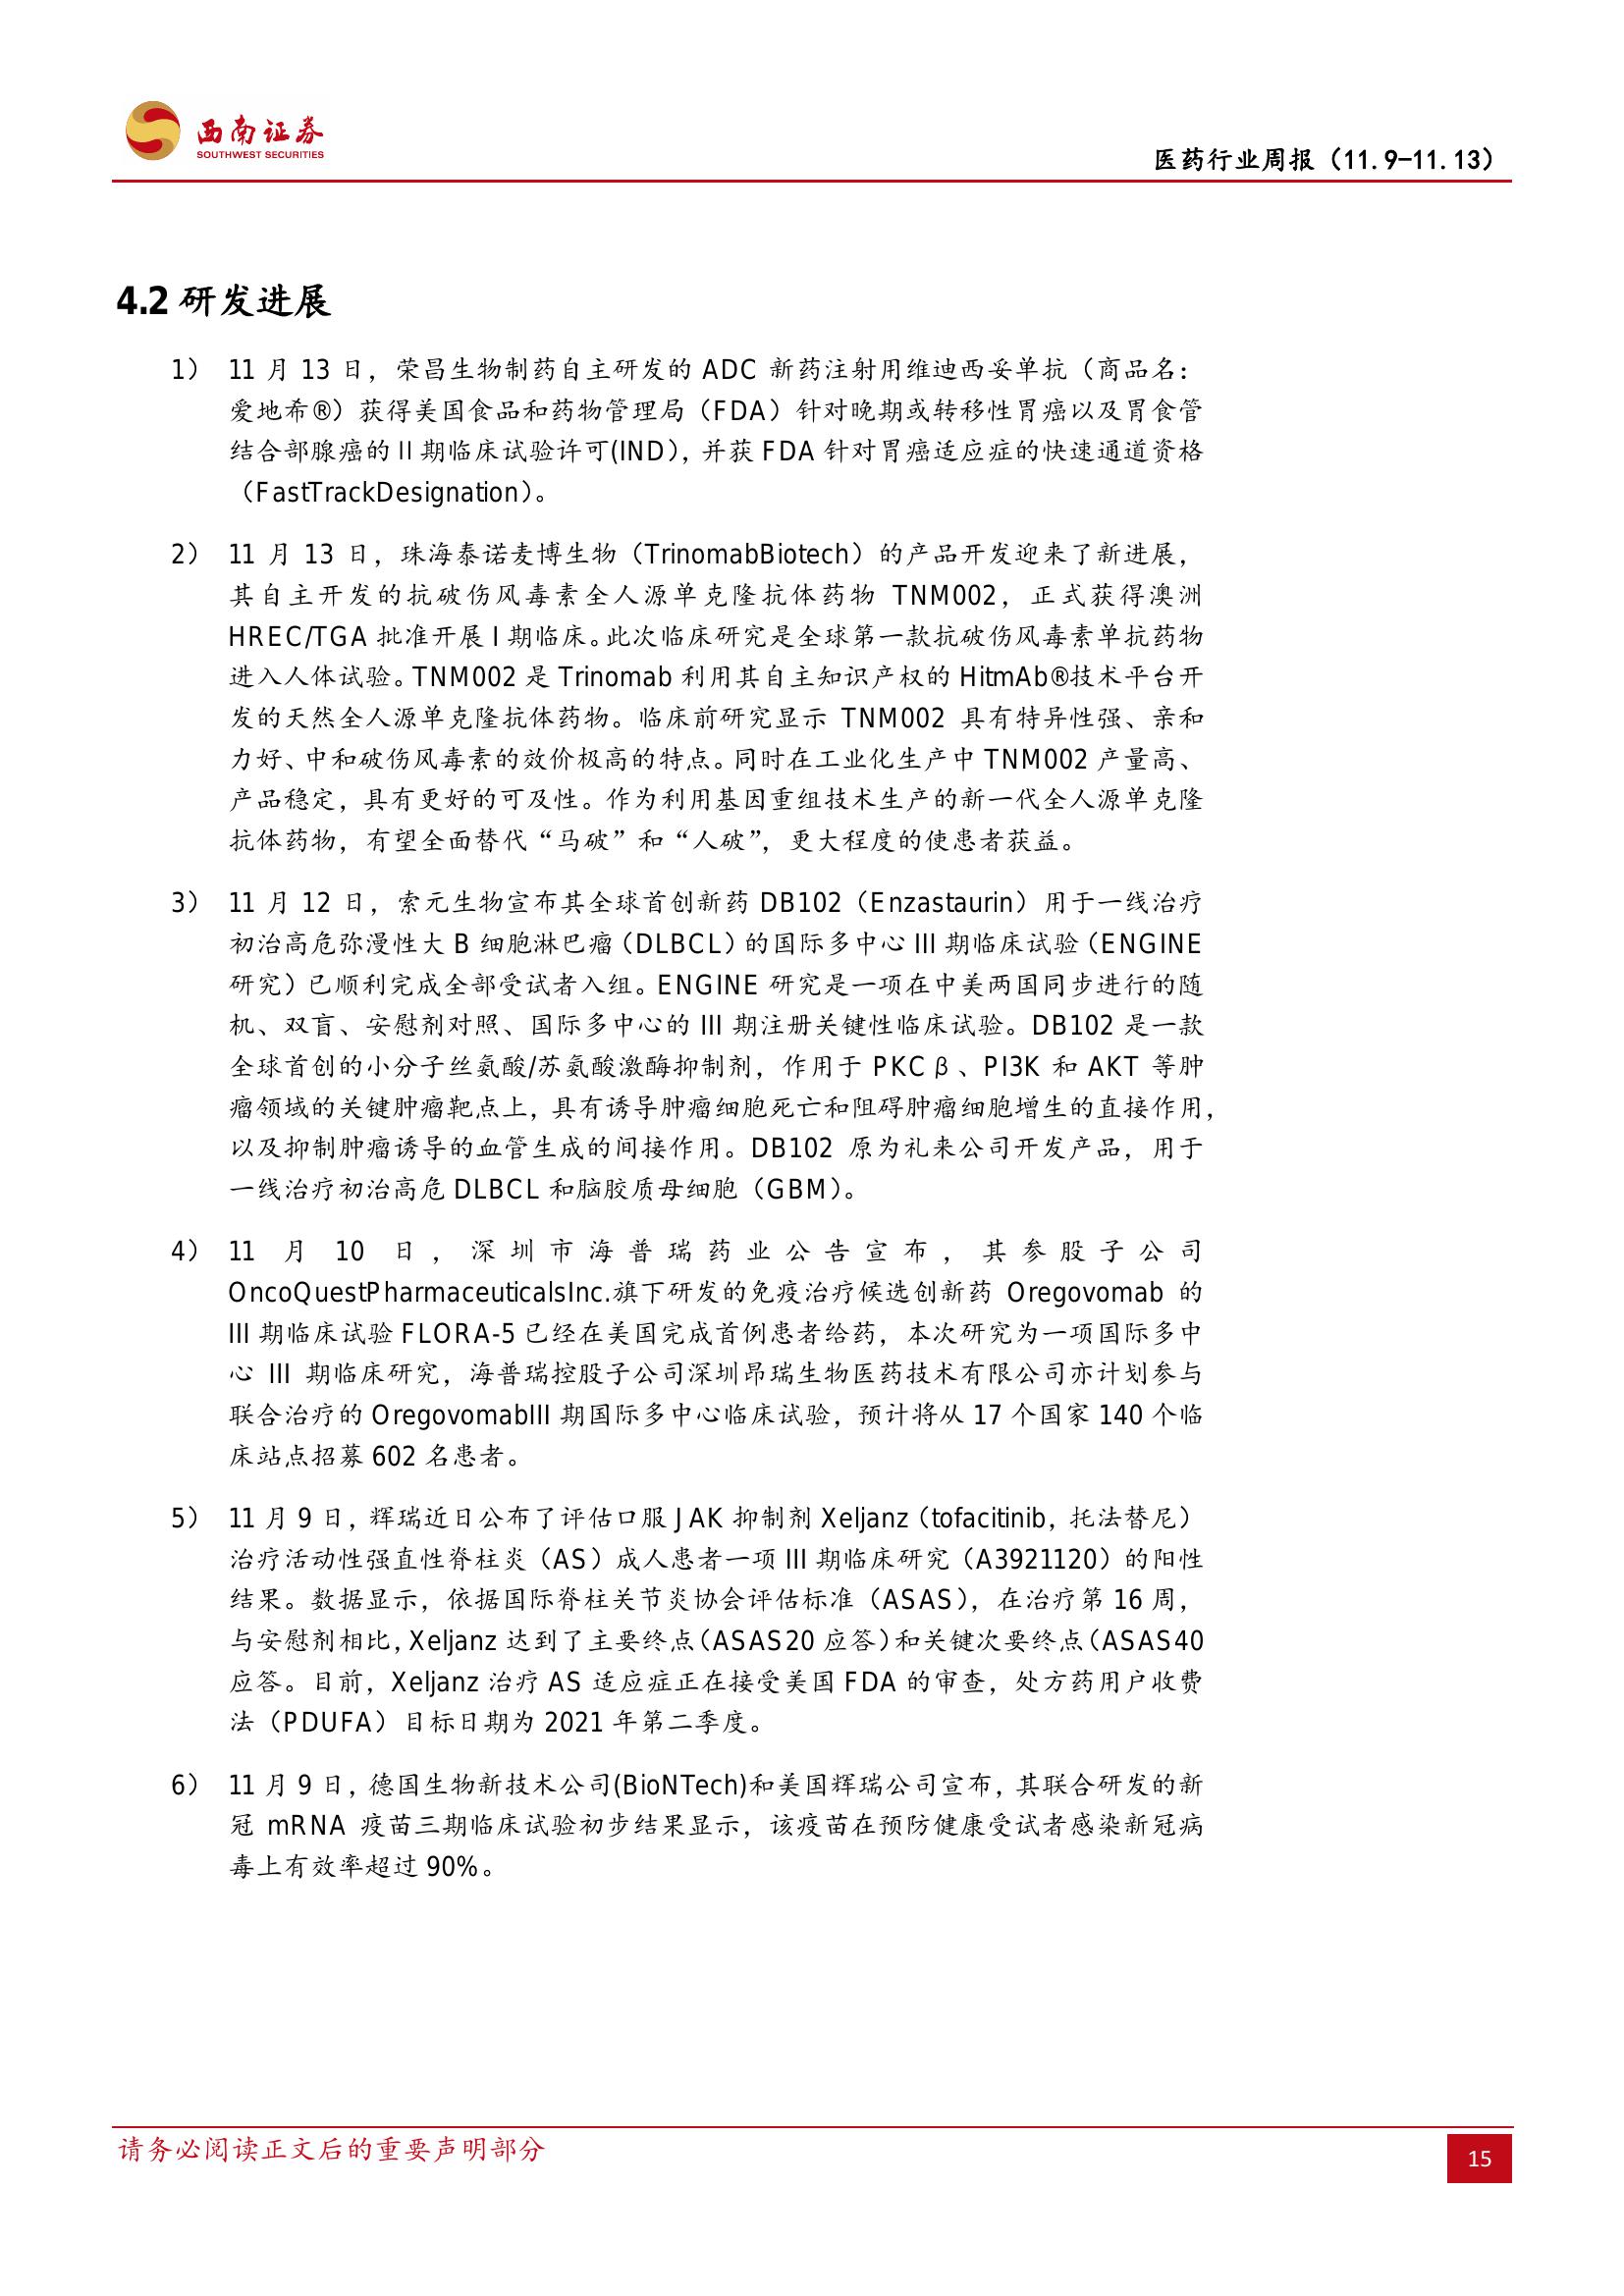 西南证券
SOUTHWEST SECURITIES
医药行业周报（11.9-11.13）
4.2 研发进展
1） 11 月 13 日，荣昌生物制药自主研发的 ADC 新药注射用维迪西妥单抗（商品名：
爱地希®）获得美国食品和药物管理局（FDA）针对晚期或转移性胃癌以及胃食管
结合部腺癌的 II 期临床试验许可(IND)，并获 FDA 针对胃癌适应症的快速通道资格
（FastTrackDesignation）。
2） 11 月 13 日，珠海泰诺麦博生物（TrinomabBiotech）的产品开发迎来了新进展，
其自主开发的抗破伤风毒素全人源单克隆抗体药物 TNM002，正式获得澳洲
HREC/TGA 批准开展 I 期临床。此次临床研究是全球第一款抗破伤风毒素单抗药物
进入人体试验。TNM002 是 Trinomab 利用其自主知识产权的 HitmAb®技术平台开
发的天然全人源单克隆抗体药物。临床前研究显示 TNM002 具有特异性强、亲和
力好、中和破伤风毒素的效价极高的特点。同时在工业化生产中 TNM002 产量高、
产品稳定，具有更好的可及性。作为利用基因重组技术生产的新一代全人源单克隆
抗体药物，有望全面替代“马破”和“人破”，更大程度的使患者获益。
3） 11 月 12 日，索元生物宣布其全球首创新药 DB102（Enzastaurin）用于一线治疗
初治高危弥漫性大 B 细胞淋巴瘤（DLBCL）的国际多中心 III 期临床试验（ENGINE
研究）已顺利完成全部受试者入组。ENGINE 研究是一项在中美两国同步进行的随
机、双盲、安慰剂对照、国际多中心的 III 期注册关键性临床试验。DB102 是一款
全球首创的小分子丝氨酸/苏氨酸激酶抑制剂，作用于 PKCβ、PI3K 和 AKT 等肿
瘤领域的关键肿瘤靶点上，具有诱导肿瘤细胞死亡和阻碍肿瘤细胞增生的直接作用，
以及抑制肿瘤诱导的血管生成的间接作用。DB102 原为礼来公司开发产品，用于
一线治疗初治高危 DLBCL 和脑胶质母细胞（GBM）。
4） 11 月 10 日，深圳市海普瑞药业公告宣布，其参股子公司
OncoQuestPharmaceuticalsInc.旗下研发的免疫治疗候选创新药 Oregovomab 的
III 期临床试验 FLORA-5 已经在美国完成首例患者给药，本次研究为一项国际多中
心 III 期临床研究，海普瑞控股子公司深圳昂瑞生物医药技术有限公司亦计划参与
联合治疗的 OregovomabIII 期国际多中心临床试验，预计将从 17 个国家 140 个临
床站点招募 602 名患者。
5） 11 月 9 日，辉瑞近日公布了评估口服 JAK 抑制剂 Xeljanz（tofacitinib，托法替尼）
治疗活动性强直性脊柱炎（AS）成人患者一项 III 期临床研究（A3921120）的阳性
结果。数据显示，依据国际脊柱关节炎协会评估标准（ASAS），在治疗第 16 周，
与安慰剂相比，Xeljanz 达到了主要终点（ASAS20 应答）和关键次要终点（ASAS40
应答。目前，Xeljanz 治疗 AS 适应症正在接受美国 FDA 的审查，处方药用户收费
法（PDUFA）目标日期为 2021 年第二季度。
6） 11 月 9 日，德国生物新技术公司(BioNTech)和美国辉瑞公司宣布，其联合研发的新
冠 mRNA 疫苗三期临床试验初步结果显示，该疫苗在预防健康受试者感染新冠病
毒上有效率超过 90%。
请务必阅读正文后的重要声明部分
15